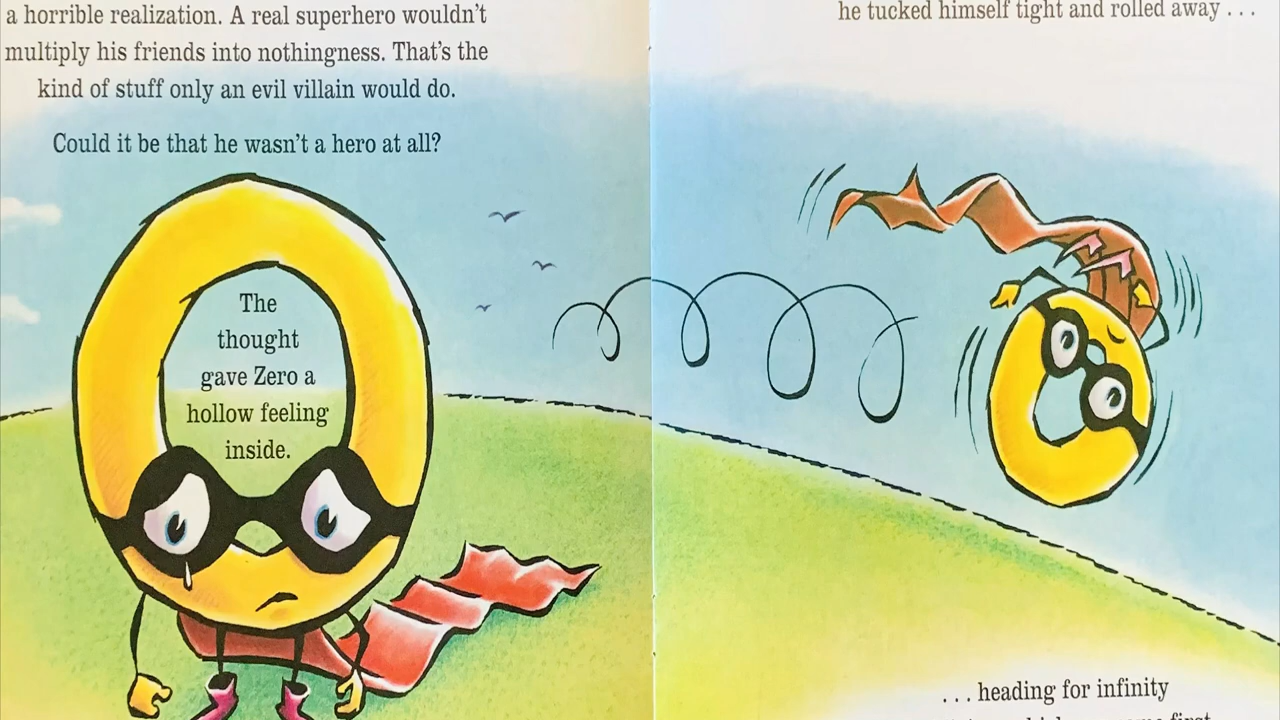 a horrible realization. A real superhero wouldn't
multiply his friends into nothingness. That's the
kind of stuff only an evil villain would do.
Could it be that he wasn't a hero at all?
The
thought
gave Zero a
hollow feeling
inside.
he tucked himself tight and rolled away . . .
. . . heading for infinity
first